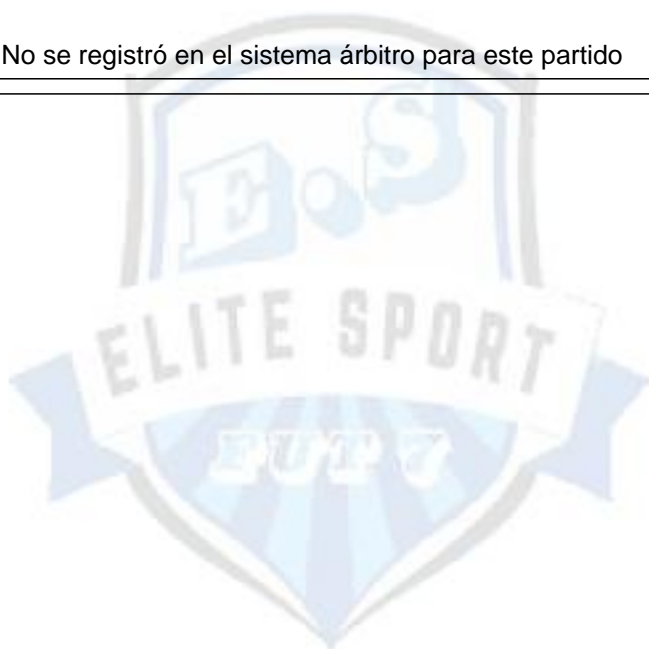 No se registró en el sistema árbitro para este partido
E.S
ELITE SPORT
FUT 7